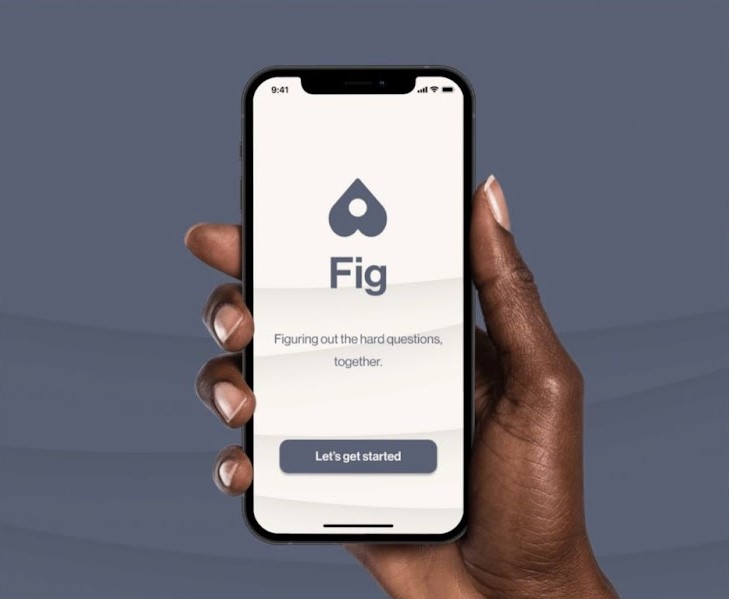 9:41
Fig
Figuring out the hard questions,
together.
Let's get started